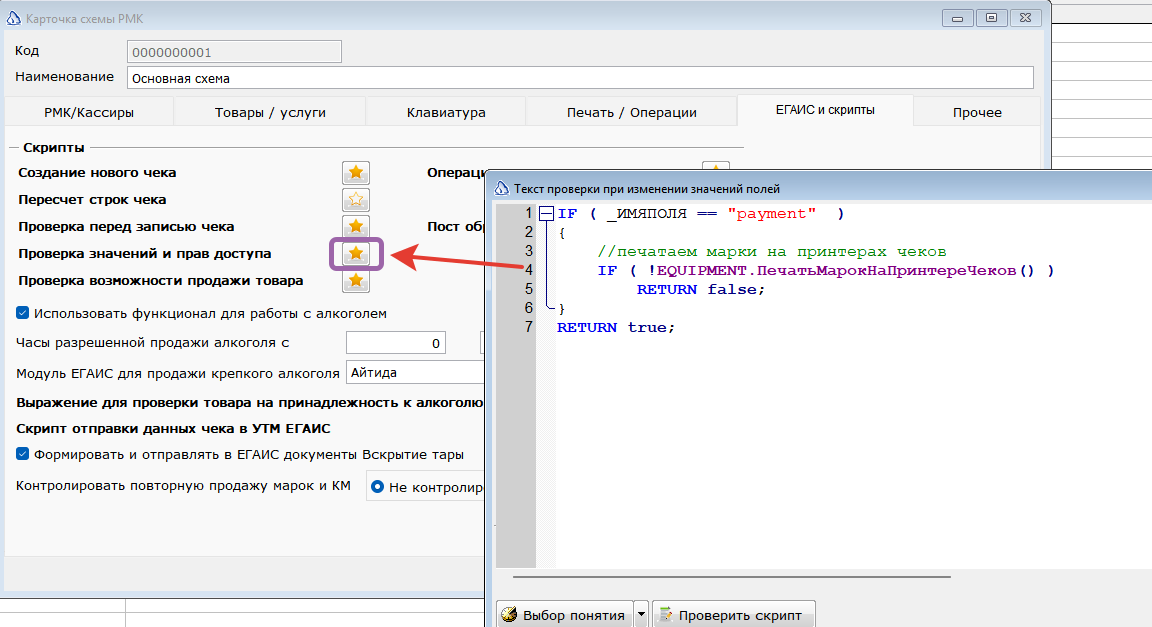 Карточка схемы РМК
Код
0000000001
Наименование
Основная схема
РМК/Кассиры
Товары / услуги
Клавиатура
Печать / Операции
ЕГАИС и скрипты
Прочее
Скрипты
Создание нового чека
Пересчет строк чека
Проверка перед записью чека
Проверка значений и прав доступа
Проверка возможности продажи товара
Использовать функционал для работы с алкоголем
Часы разрешенной продажи алкоголя с
0
Модуль ЕГАИС для продажи крепкого алкоголя
Айтида
Выражение для проверки товара на принадлежность к алкоголю
Скрипт отправки данных чека в УТМ ЕГАИС
Формировать и отправлять в ЕГАИС документы Вскрытие тары
Контролировать повторную продажу марок и КМ
Не контролир
Операци
Пост обр
Текст проверки при изменении значений полей
1 IF ( _ИМЯПОЛЯ == "payment" )
2 {
3 //печатаем марки на принтерах чеков
4 IF ( !EQUIPMENT.ПечатьМарокНаПринтереЧеков() )
5 RETURN false;
6 }
7 RETURN true;
Выбор понятия
Проверить скрипт